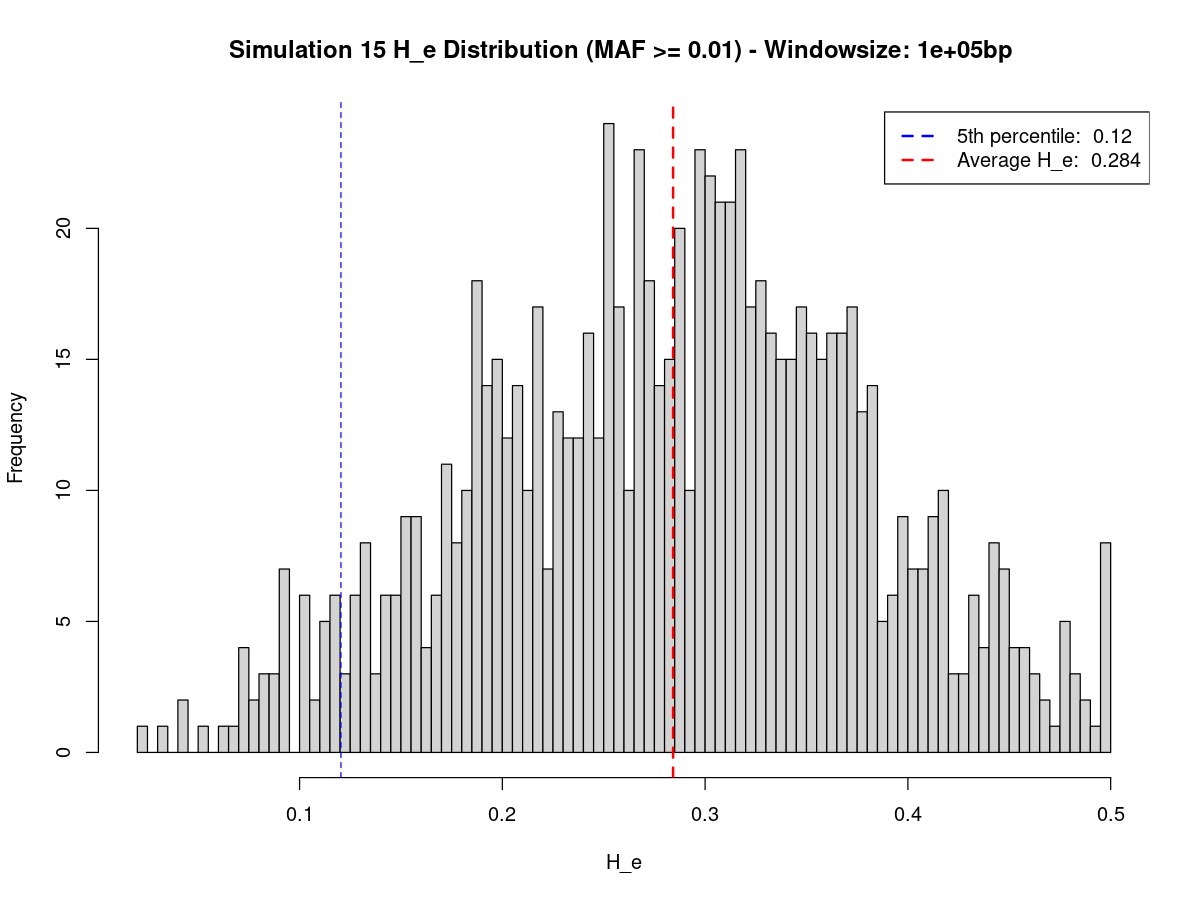 Simulation 15 H_e Distribution (MAF >= 0.01) - Windowsize: 1e+05bp
5th percentile:  0.12
Average H_e:  0.284
Frequency
20
15
10
5
0
0.1 0.2 0.3 0.4 0.5
H_e